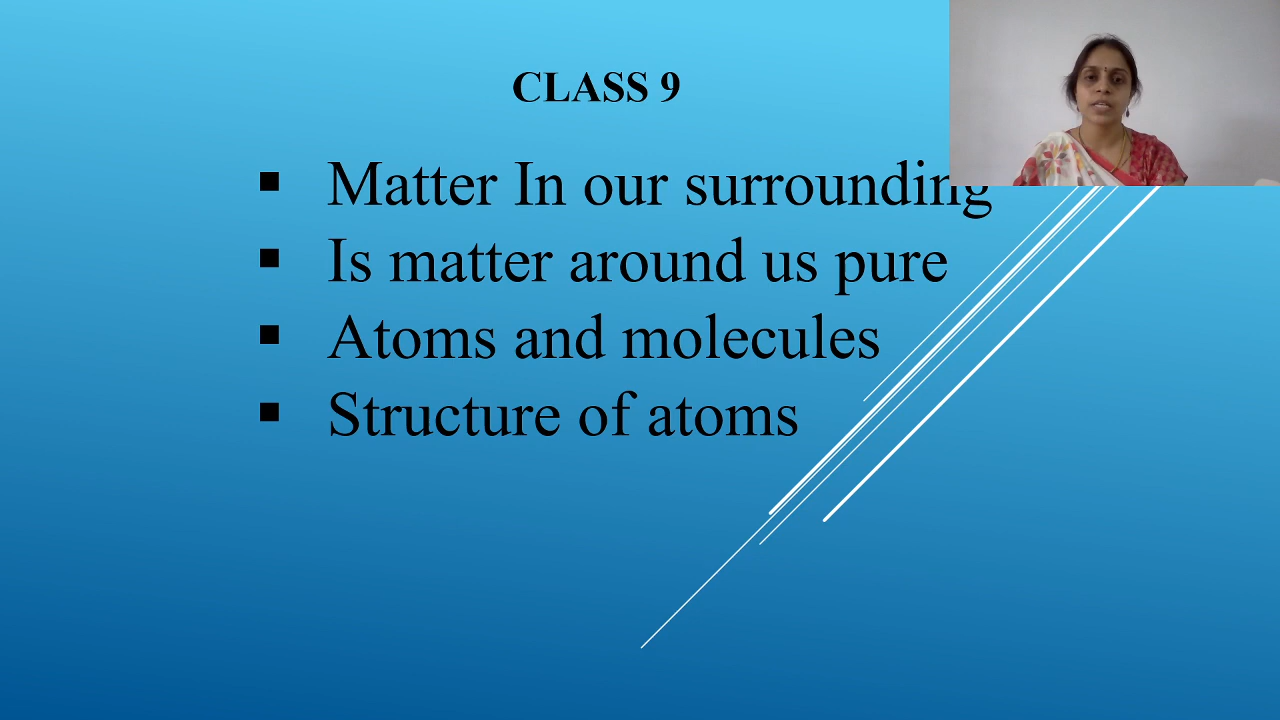 CLASS 9
▪ Matter In our surrounding
▪ Is matter around us pure
▪ Atoms and molecules
▪ Structure of atoms